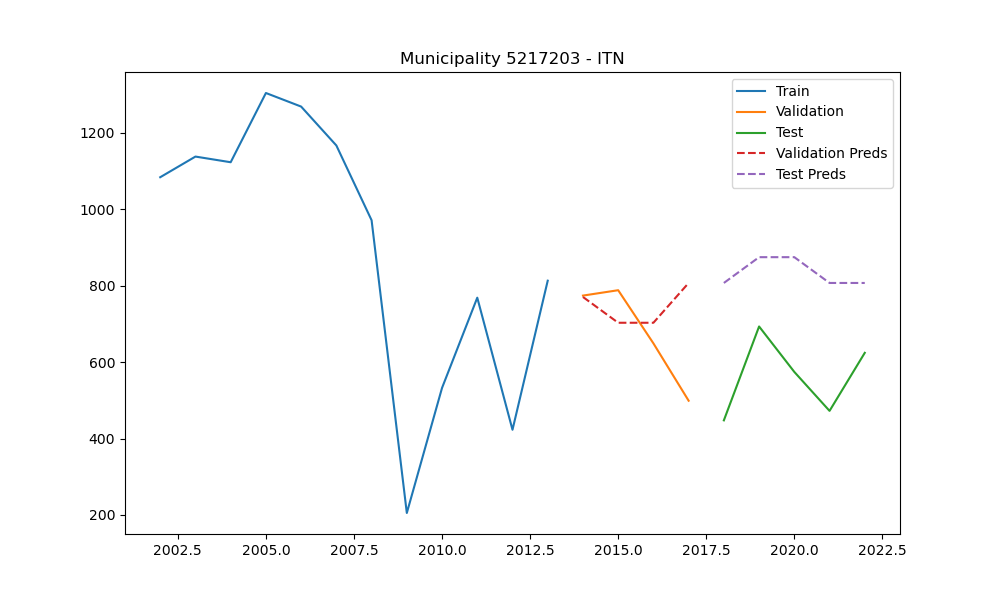 Municipality 5217203 - ITN
Train
Validation
Test
Validation Preds
Test Preds
1200
1000
800
600
400
200
2002.5 2005.0 2007.5 2010.0 2012.5 2015.0 2017.5 2020.0 2022.5